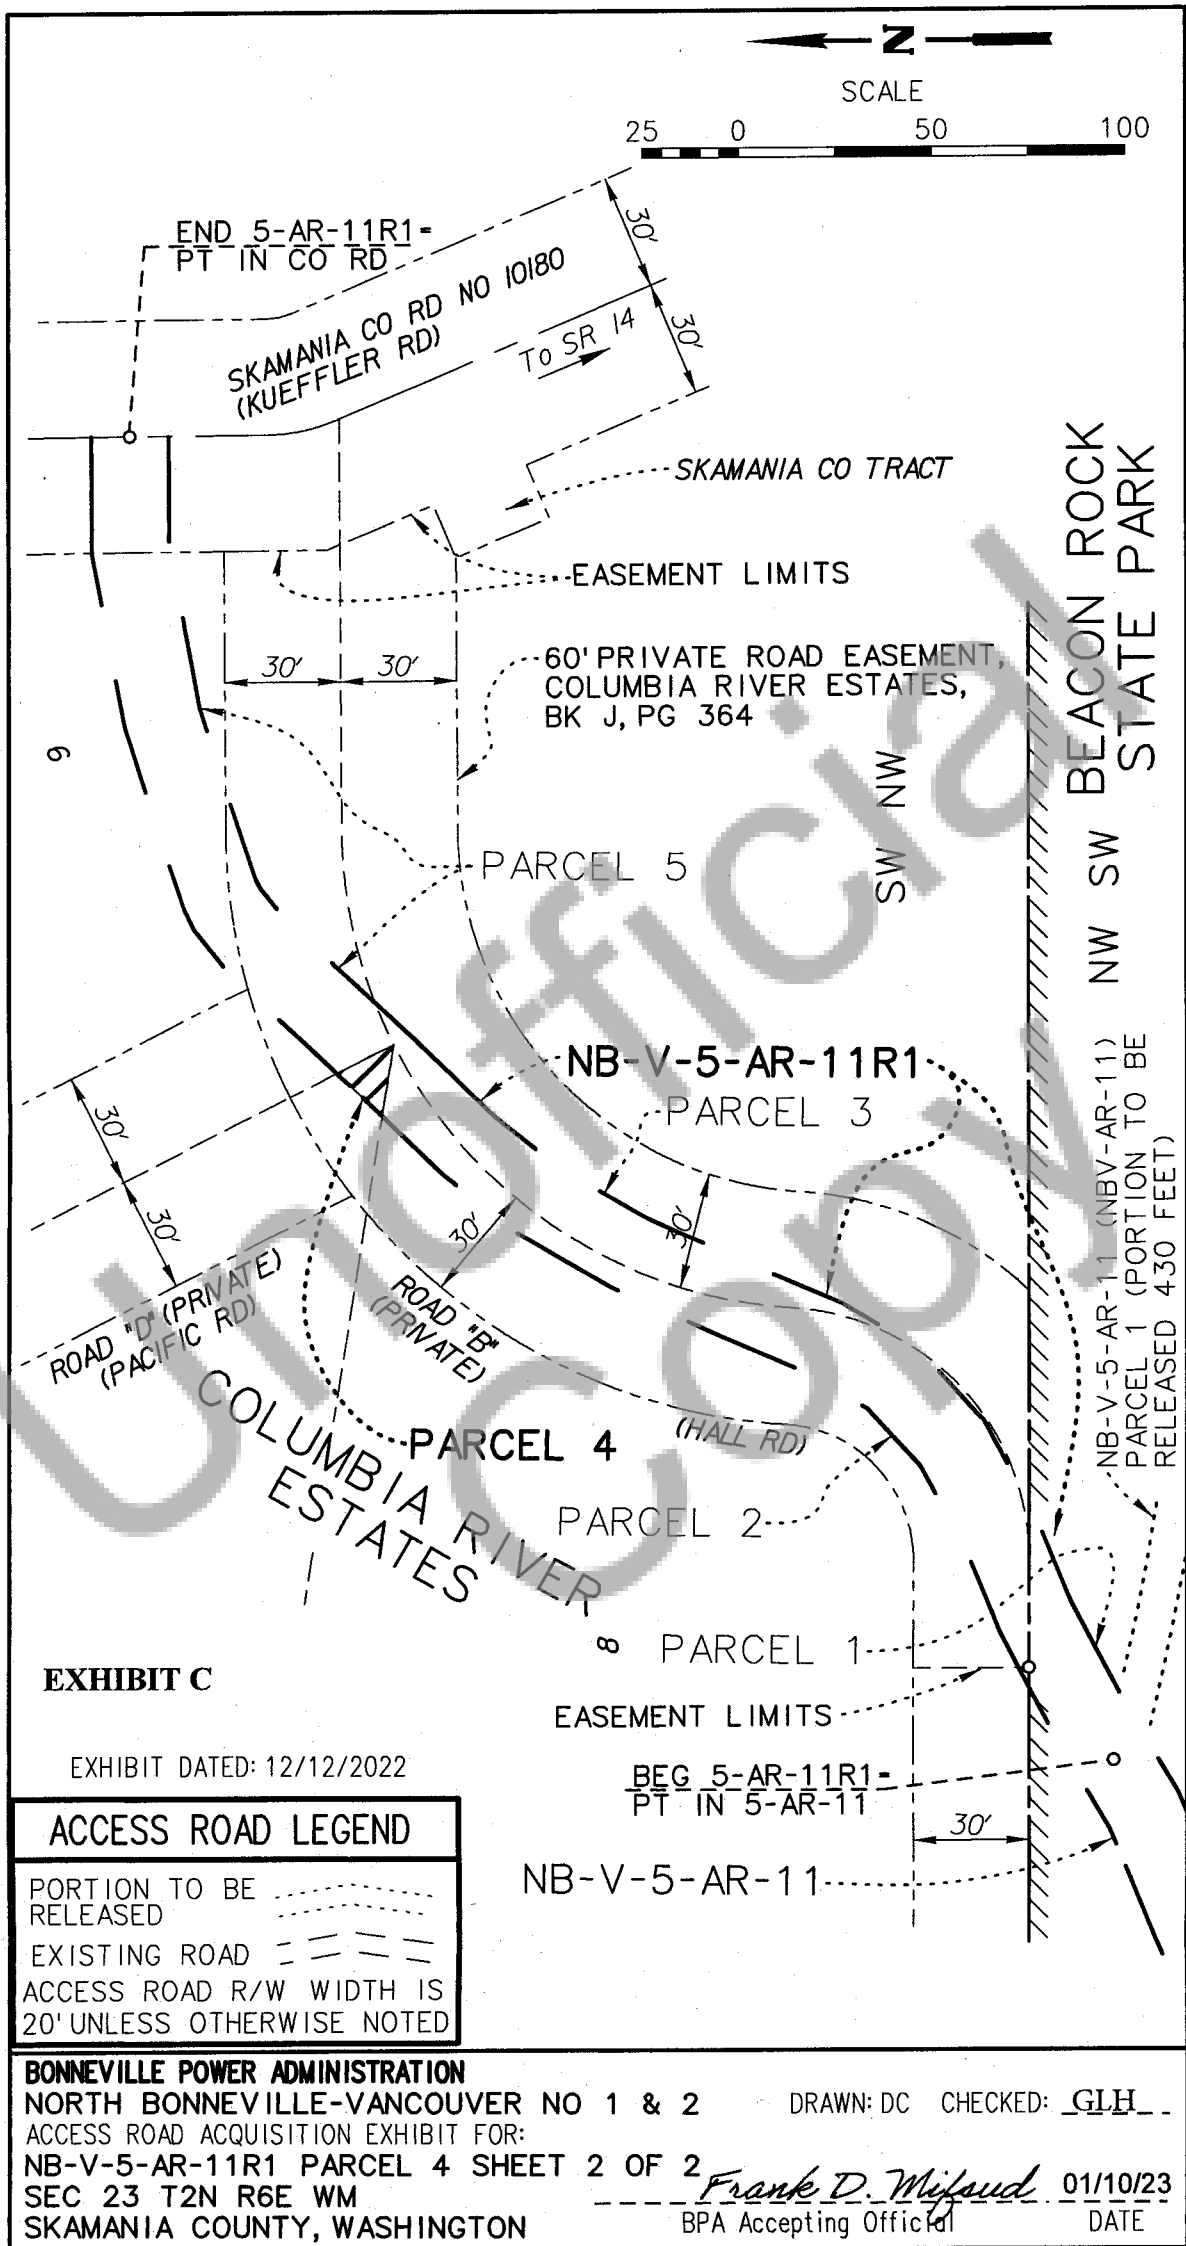 N
SCALE
25 0 50 100
END 5-AR-11R1=
PT IN CO RD
SKAMANIA CO RD NO 10180
(KUEFFLER RD)
To SR 14
30'
30'
SKAMANIA CO TRACT
EASEMENT LIMITS
30' 30'
60' PRIVATE ROAD EASEMENT,
COLUMBIA RIVER ESTATES,
BK J, PG 364
BEACON ROCK
STATE PARK
SW NW
NW SW
6
PARCEL 5
NB-V-5-AR-11R1
PARCEL 3
30'
30'
30'
30'
ROAD "D" (PRIVATE)
(PACIFIC RD)
ROAD "B"
(PRIVATE)
(HALL RD)
NB-V-5-AR-11 (NBV-AR-11)
PARCEL 1 (PORTION TO BE
RELEASED 430 FEET)
PARCEL 4
COLUMBIA RIVER
ESTATES
PARCEL 2
8
PARCEL 1
EASEMENT LIMITS
BEG 5-AR-11R1=
PT IN 5-AR-11
30'
NB-V-5-AR-11
Unofficial
Copy
EXHIBIT C
EXHIBIT DATED: 12/12/2022
ACCESS ROAD LEGEND
PORTION TO BE
RELEASED
EXISTING ROAD
ACCESS ROAD R/W WIDTH IS
20' UNLESS OTHERWISE NOTED
BONNEVILLE POWER ADMINISTRATION
NORTH BONNEVILLE-VANCOUVER NO 1 & 2
DRAWN: DC CHECKED: GLH
ACCESS ROAD ACQUISITION EXHIBIT FOR:
NB-V-5-AR-11R1 PARCEL 4 SHEET 2 OF 2
SEC 23 T2N R6E WM
SKAMANIA COUNTY, WASHINGTON
Frank D. Mifsud 01/10/23
BPA Accepting Official DATE